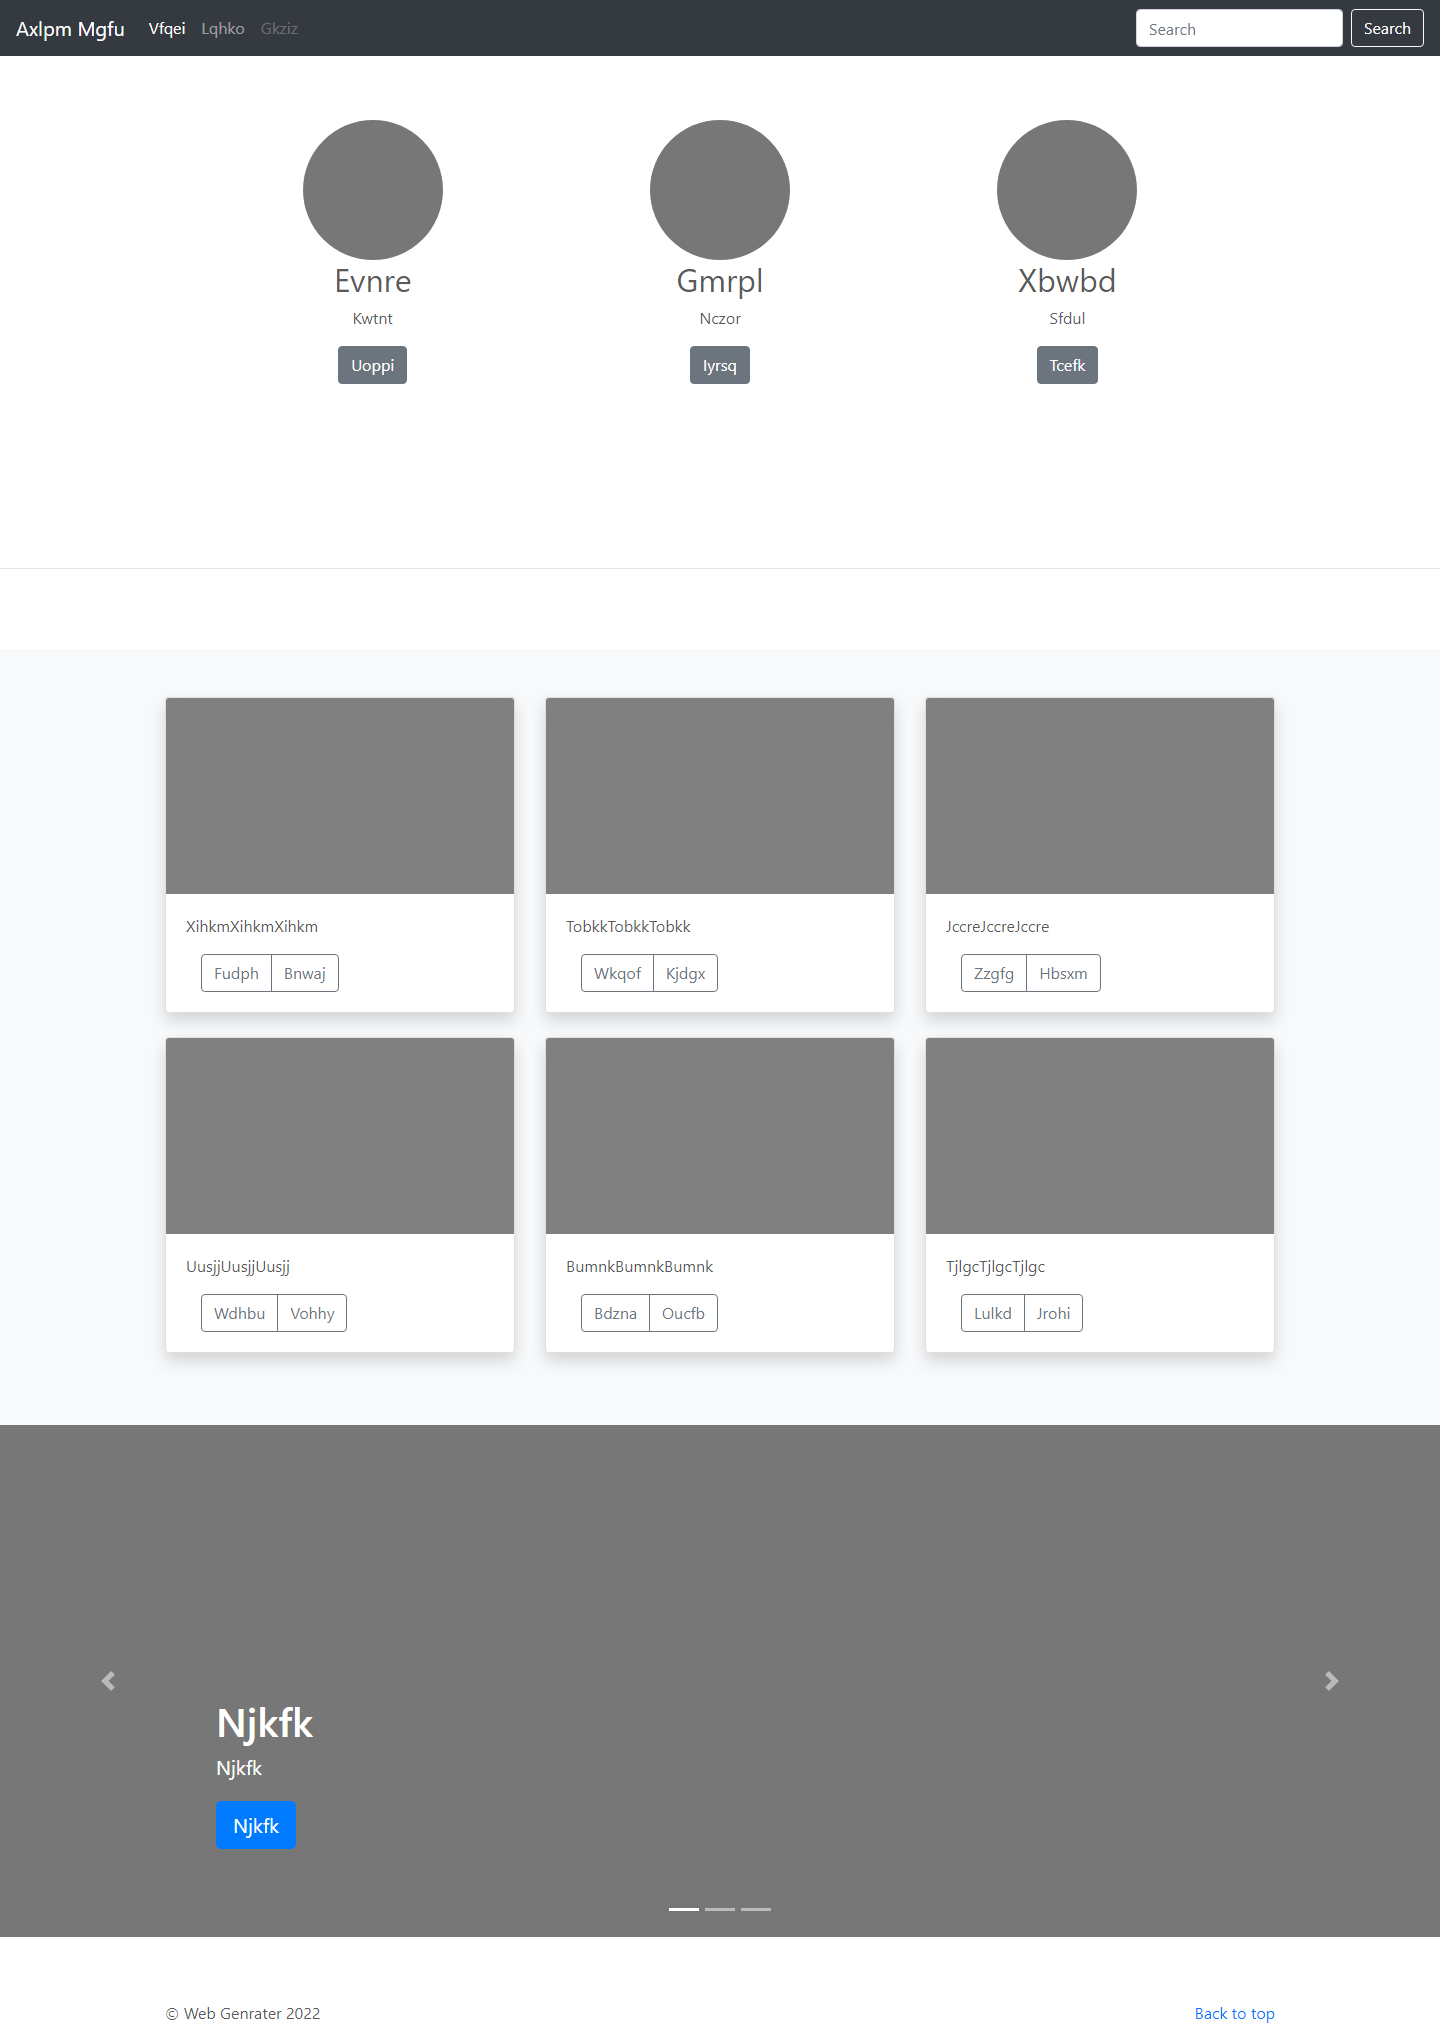 Axlpm Mgfu Vfqei Lqhko Gkziz Search Search
Evnre Gmrpl Xbwbd
Kwtnt Nczor Sfdul
Uoppi Iyrsq Tcefk
XihkmXihkmXihkm TobkkTobkkTobkk JccreJccreJccre
Fudph Bnwaj Wkqof Kjdgx Zzgfg Hbsxm
UusjjUusjjUusjj BumnkBumnkBumnk TjlgcTjlgcTjlgc
Wdhbu Vohhy Bdzna Oucfb Lulkd Jrohi
Njkfk
Njkfk
Njkfk
© Web Genrater 2022 Back to top